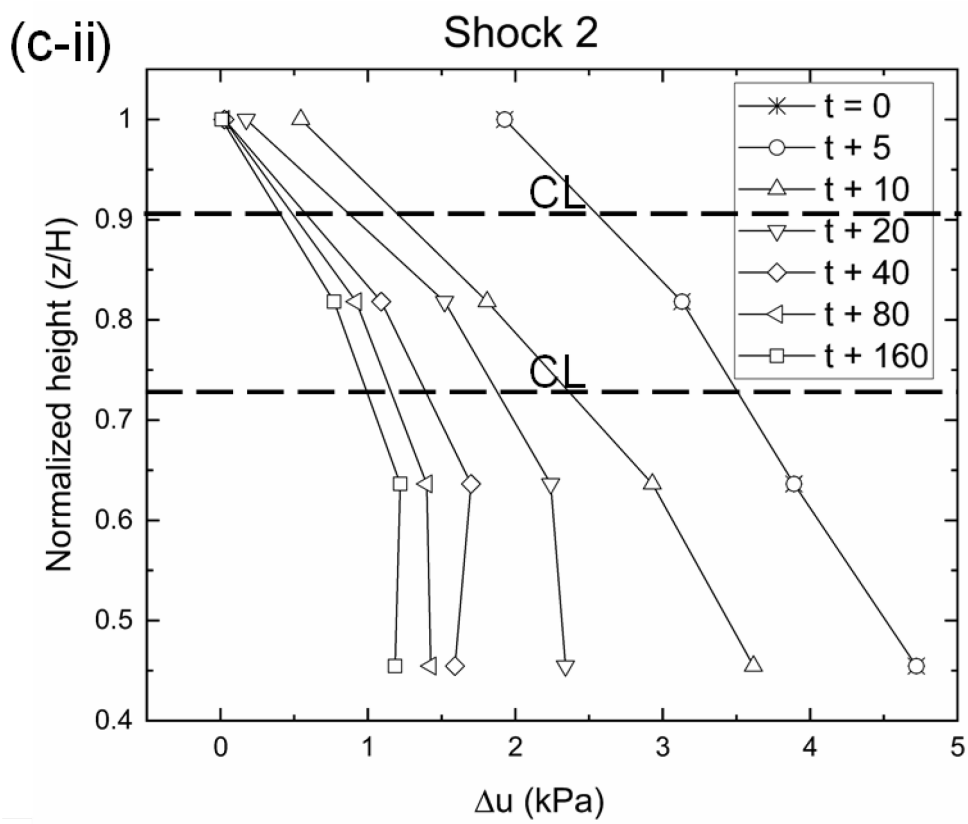 (c-ii)
Shock 2
t = 0
t + 5
t + 10
t + 20
t + 40
t + 80
t + 160
CL
CL
1
0.9
0.8
0.7
0.6
0.5
0.4
Normalized height (z/H)
0 1 2 3 4 5
Δu (kPa)